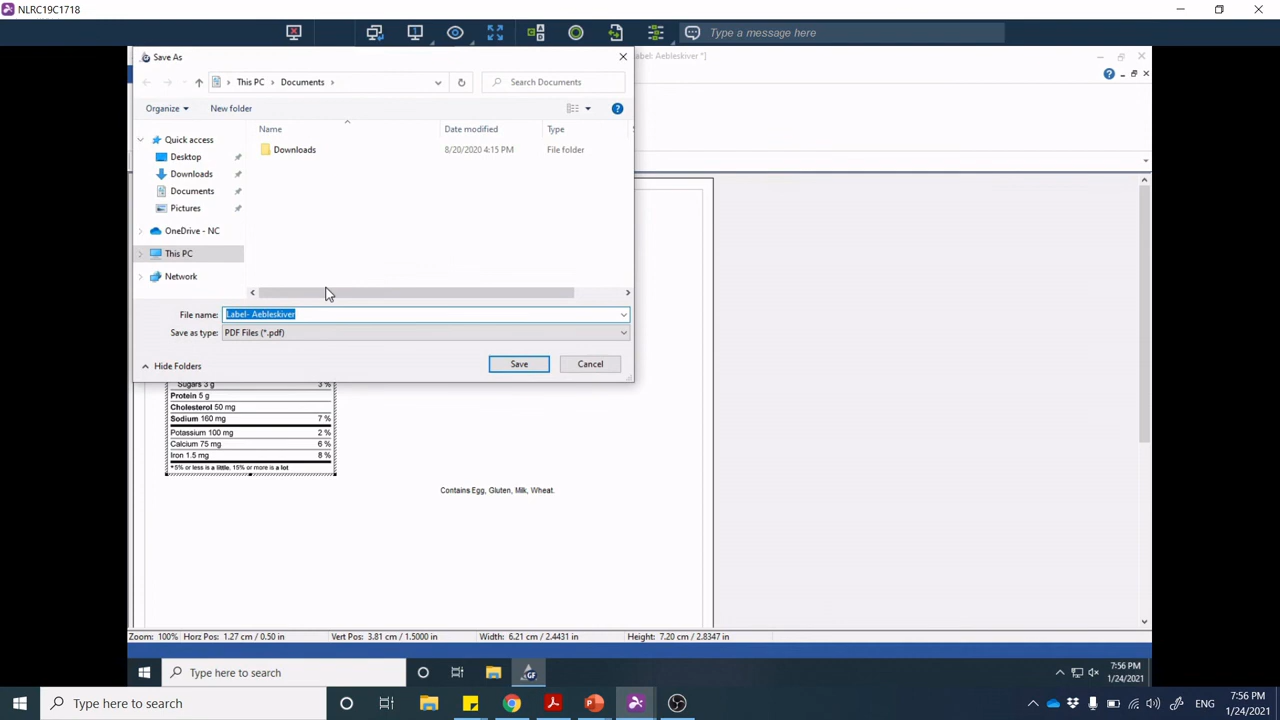 NLRC19C1718
Type a message here
Save As
abel: Aebleskiver *]
This PC
Documents
Search Documents
Organize
New folder
Name
Date modified
Type
Quick access
Desktop
Downloads
Documents
Pictures
OneDrive - NC
This PC
Network
Downloads
8/20/2020 4:15 PM
File folder
File name:
Label- Aebleskiver
Save as type:
PDF Files (*.pdf)
Hide Folders
Save
Cancel
Sugars 3 g 3 %
Protein 5 g
Cholesterol 50 mg
Sodium 160 mg 7 %
Potassium 100 mg 2 %
Calcium 75 mg 6 %
Iron 1.5 mg 8 %
*5% or less is a little, 15% or more is a lot
Contains Egg, Gluten, Milk, Wheat.
Zoom: 100% Horz Pos: 1.27 cm / 0.50 in Vert Pos: 3.81 cm / 1.5000 in Width: 6.21 cm / 2.4431 in Height: 7.20 cm / 2.8347 in
Type here to search
GF
7:56 PM
1/24/2021
Type here to search
ENG
7:56 PM
1/24/2021